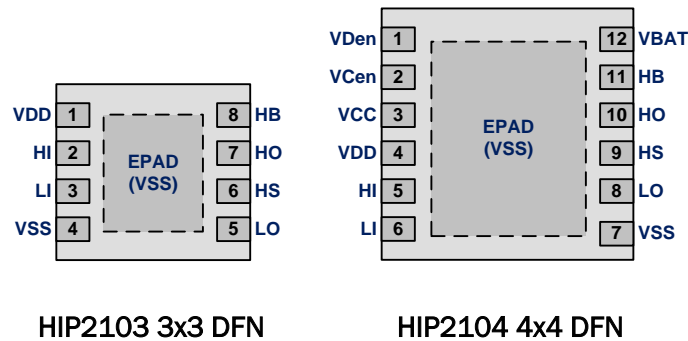 VDD 1
HI 2
LI 3
VSS 4
EPAD
(VSS)
8 HB
7 HO
6 HS
5 LO
HIP2103 3x3 DFN
VDen 1
VCen 2
VCC 3
VDD 4
HI 5
LI 6
EPAD
(VSS)
12 VBAT
11 HB
10 HO
9 HS
8 LO
7 VSS
HIP2104 4x4 DFN